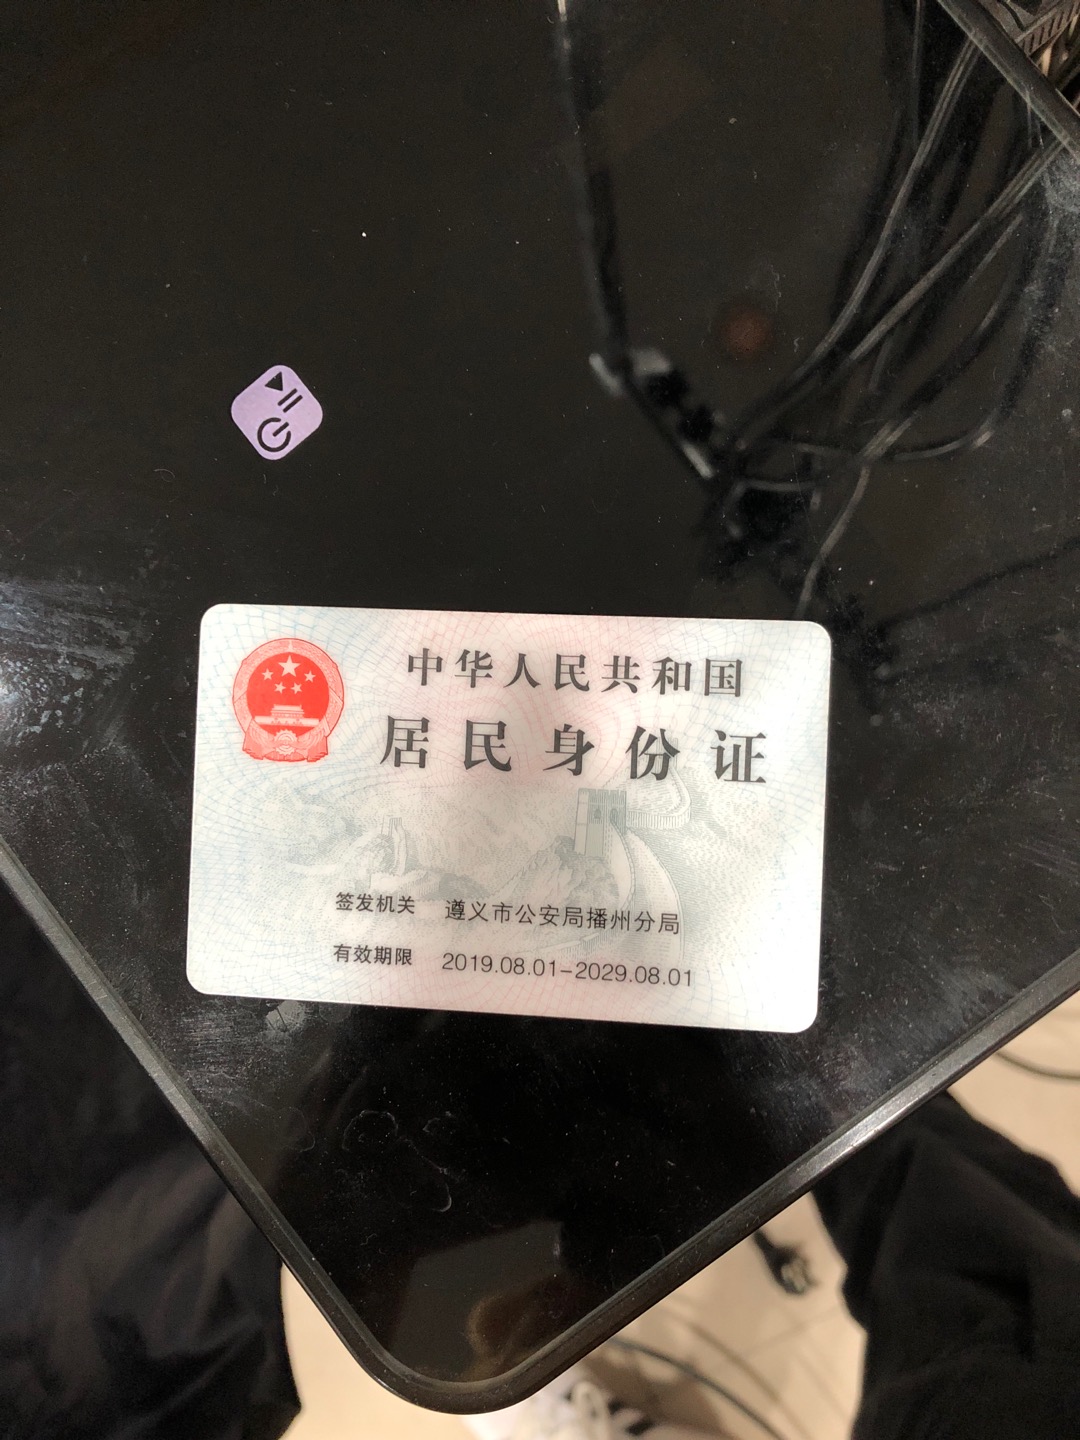 中华人民共和国
居民身份证
签发机关 遵义市公安局播州分局
有效期限 2019.08.01-2029.08.01